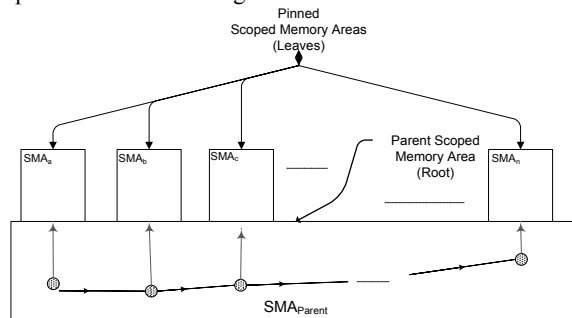 Pinned
Scoped Memory Areas
(Leaves)
SMAa
SMAb
SMAc
SMAn
Parent Scoped
Memory Area
(Root)
SMAParent